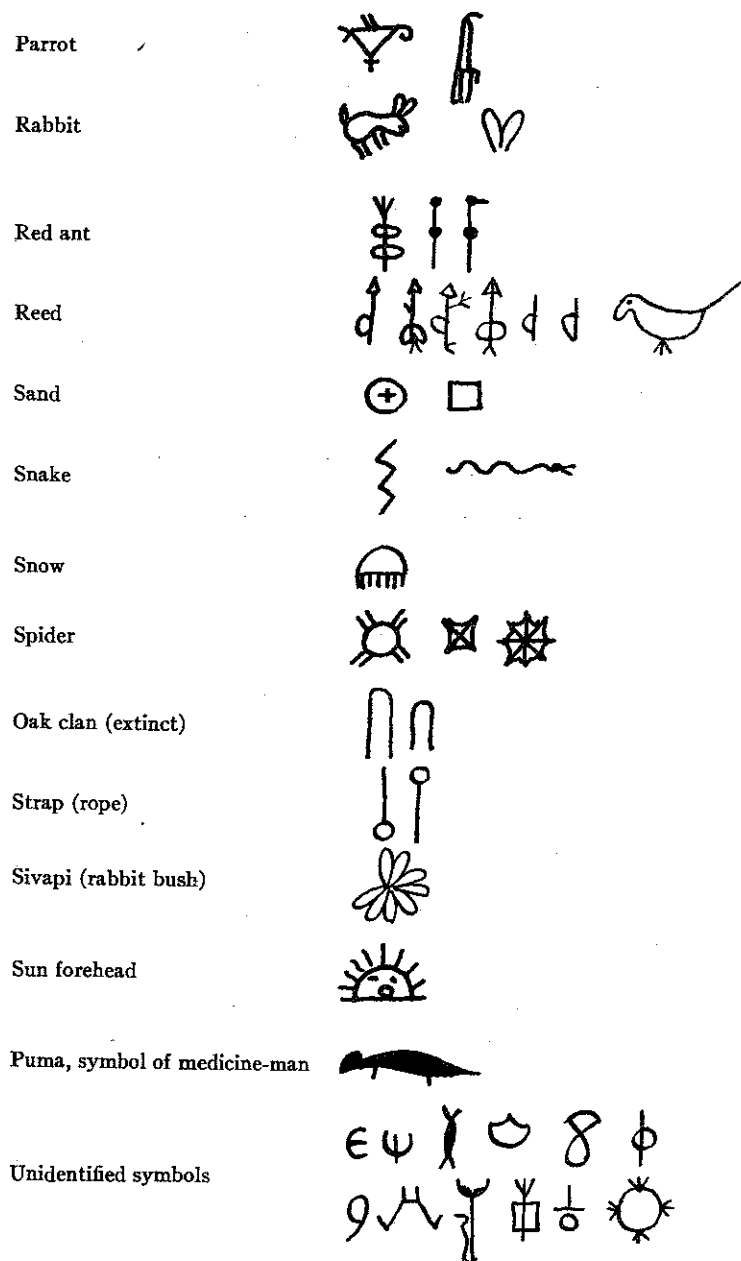 Parrot
Rabbit
Red ant
Reed
Sand
Snake
Snow
Spider
Oak clan (extinct)
Strap (rope)
Sivapi (rabbit bush)
Sun forehead
Puma, symbol of medicine-man
Unidentified symbols